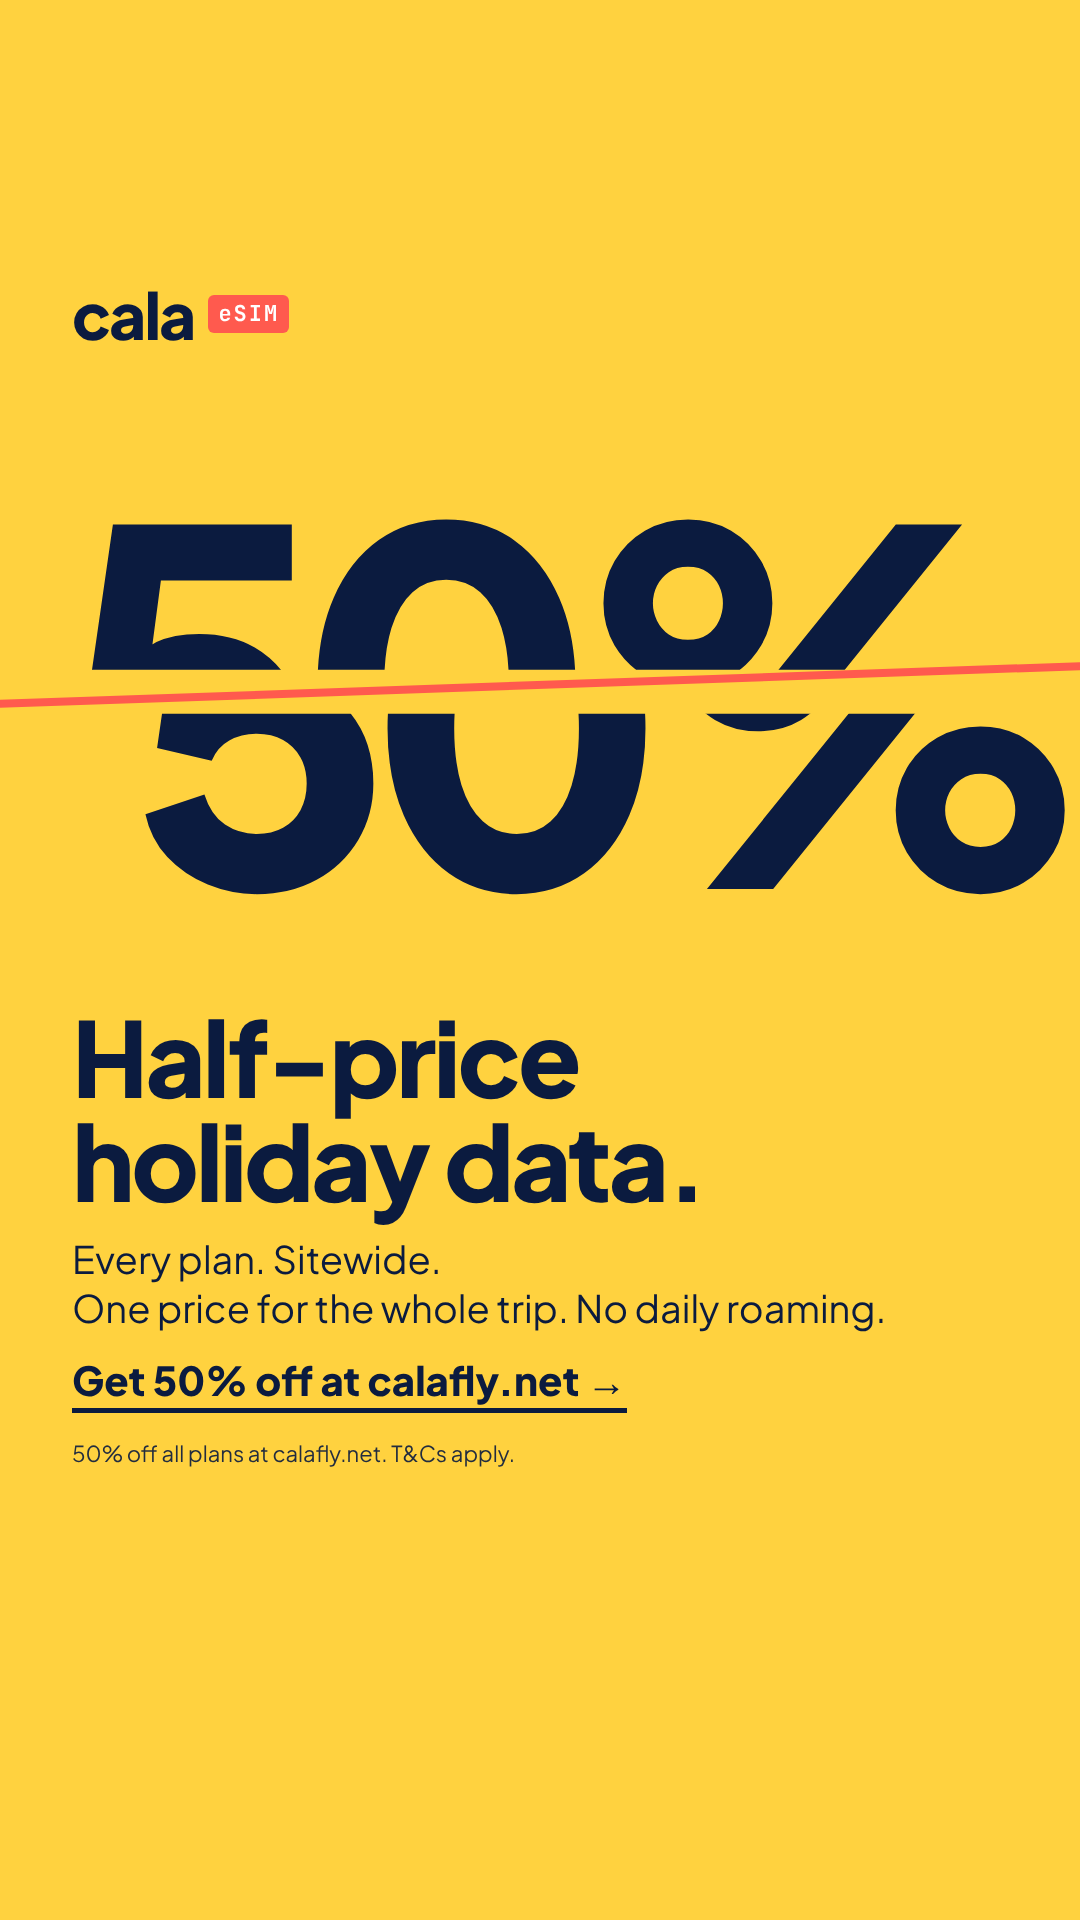 cala eSIM
50%
Half-price
holiday data.
Every plan. Sitewide.
One price for the whole trip. No daily roaming.
Get 50% off at calafly.net →
50% off all plans at calafly.net. T&Cs apply.